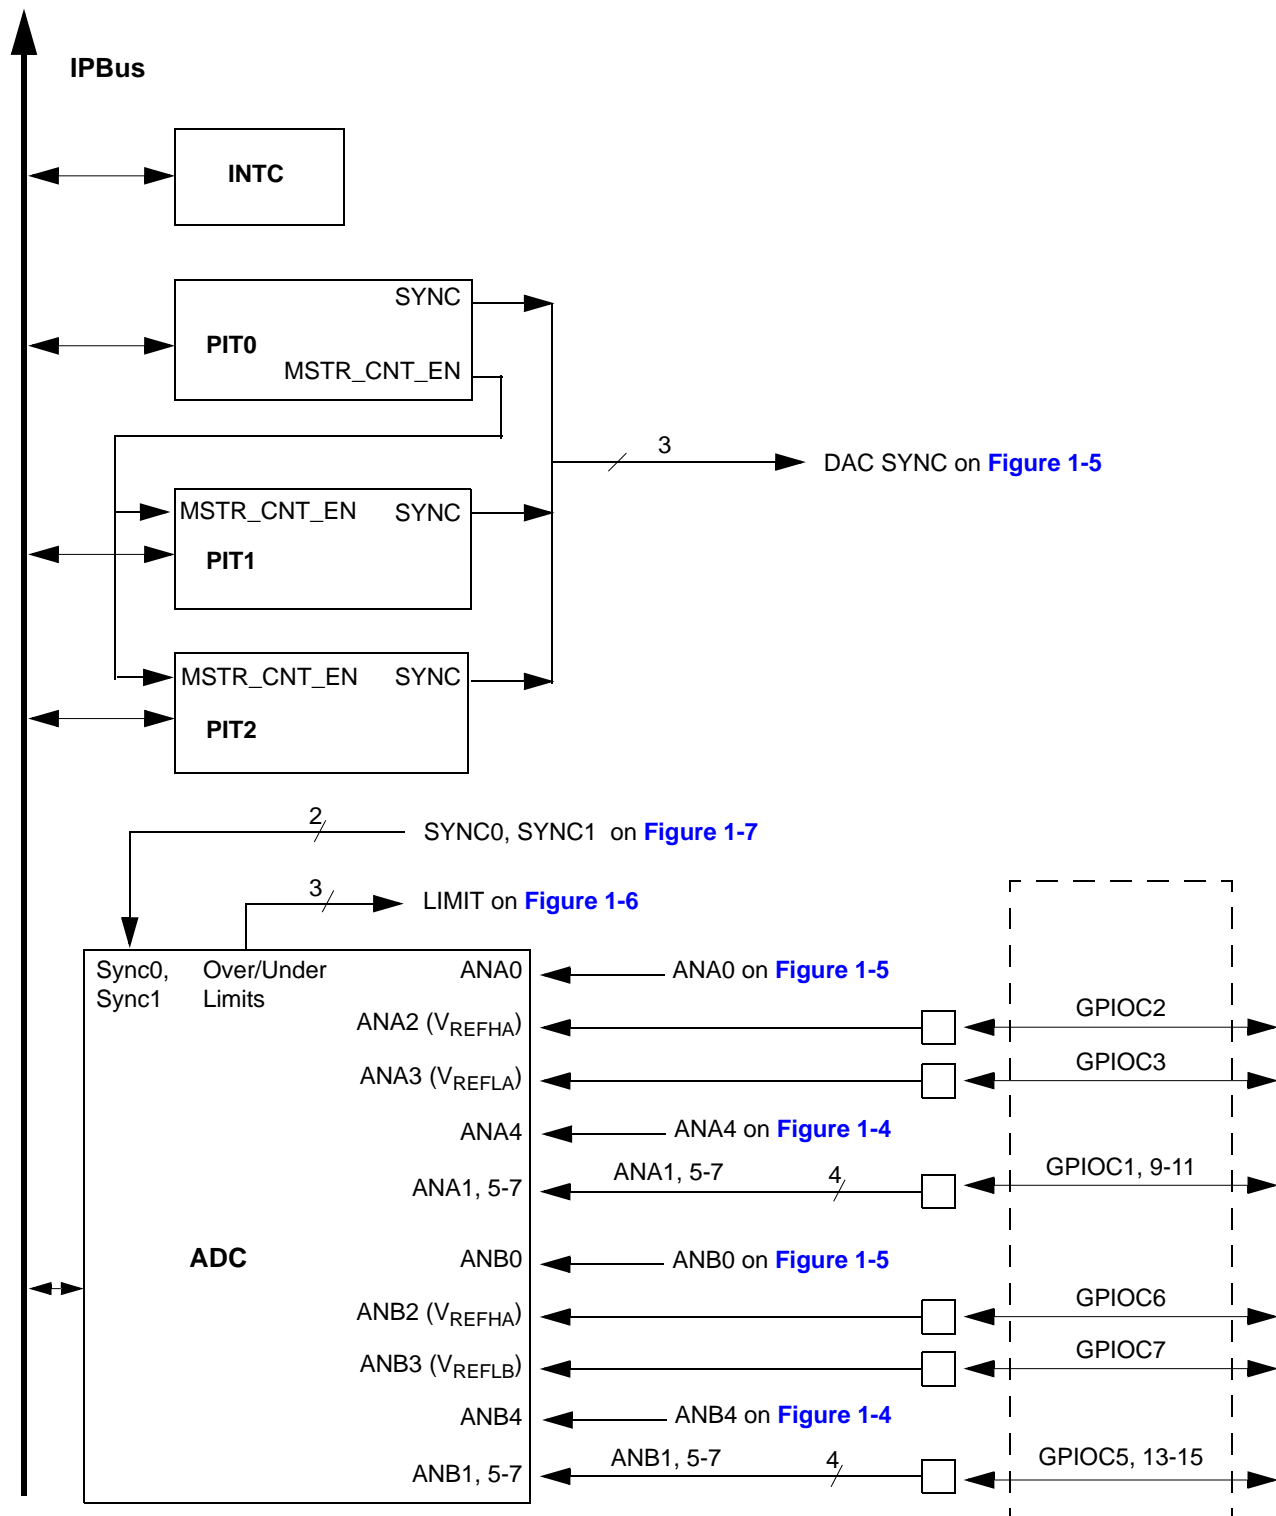 IPBus
INTC
SYNC
PIT0
MSTR_CNT_EN
3
DAC SYNC on Figure 1-5
MSTR_CNT_EN SYNC
PIT1
MSTR_CNT_EN SYNC
PIT2
2
SYNC0, SYNC1 on Figure 1-7
3
LIMIT on Figure 1-6
Sync0,
Sync1
Over/Under
Limits
ANA0
ANA0 on Figure 1-5
ANA2 (VREFHA)
GPIOC2
ANA3 (VREFLA)
GPIOC3
ANA4
ANA4 on Figure 1-4
ANA1, 5-7
ANA1, 5-7
4
GPIOC1, 9-11
ADC
ANB0
ANB0 on Figure 1-5
ANB2 (VREFHA)
GPIOC6
ANB3 (VREFLB)
GPIOC7
ANB4
ANB4 on Figure 1-4
ANB1, 5-7
ANB1, 5-7
4
GPIOC5, 13-15